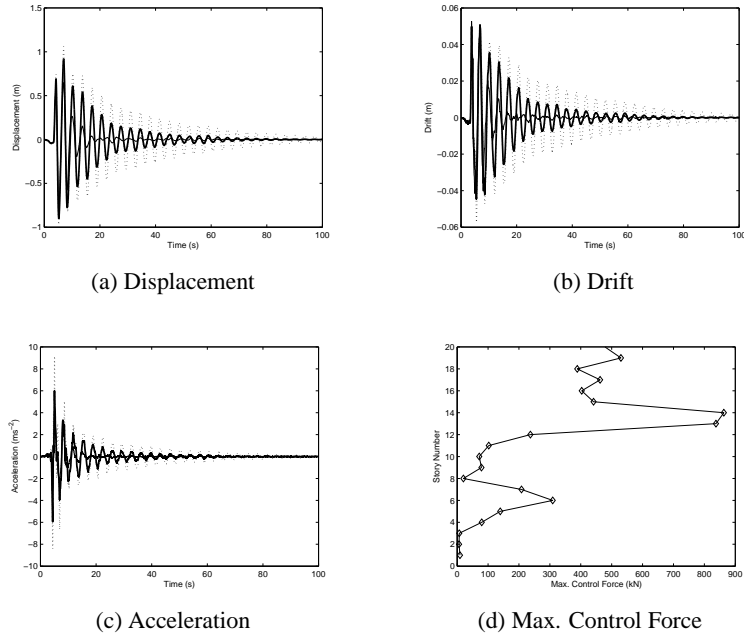 1.5
1
0.5
0
−0.5
−1
0 20 40 60 80 100
Displacement (m)
Time (s)
(a) Displacement
0.06
0.04
0.02
0
−0.02
−0.04
−0.06
0 20 40 60 80 100
Drift (m)
Time (s)
(b) Drift
10
8
6
4
2
0
−2
−4
−6
−8
−10
0 20 40 60 80 100
Acceleration (ms⁻²)
Time (s)
(c) Acceleration
20
18
16
14
12
10
8
6
4
2
0
0 100 200 300 400 500 600 700 800 900
Story Number
Max. Control Force (kN)
(d) Max. Control Force